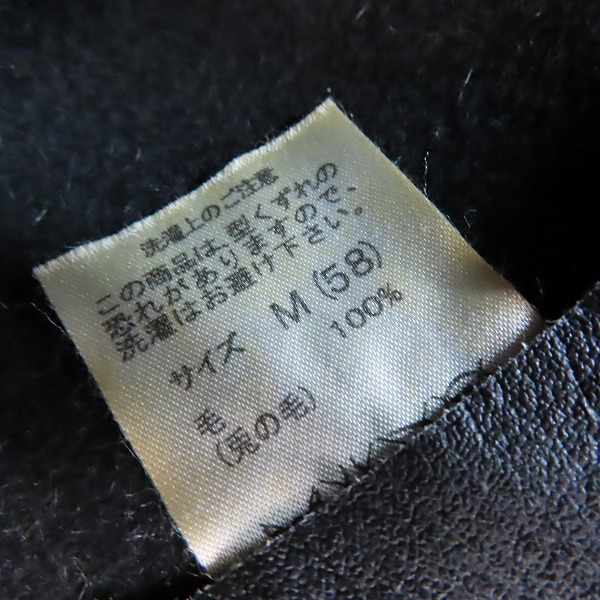 洗濯上のご注意
この商品は、型くずれの
恐れがありますので、
洗濯はお避け下さい。
サイズ M(58)
毛 100%
(兎の毛)